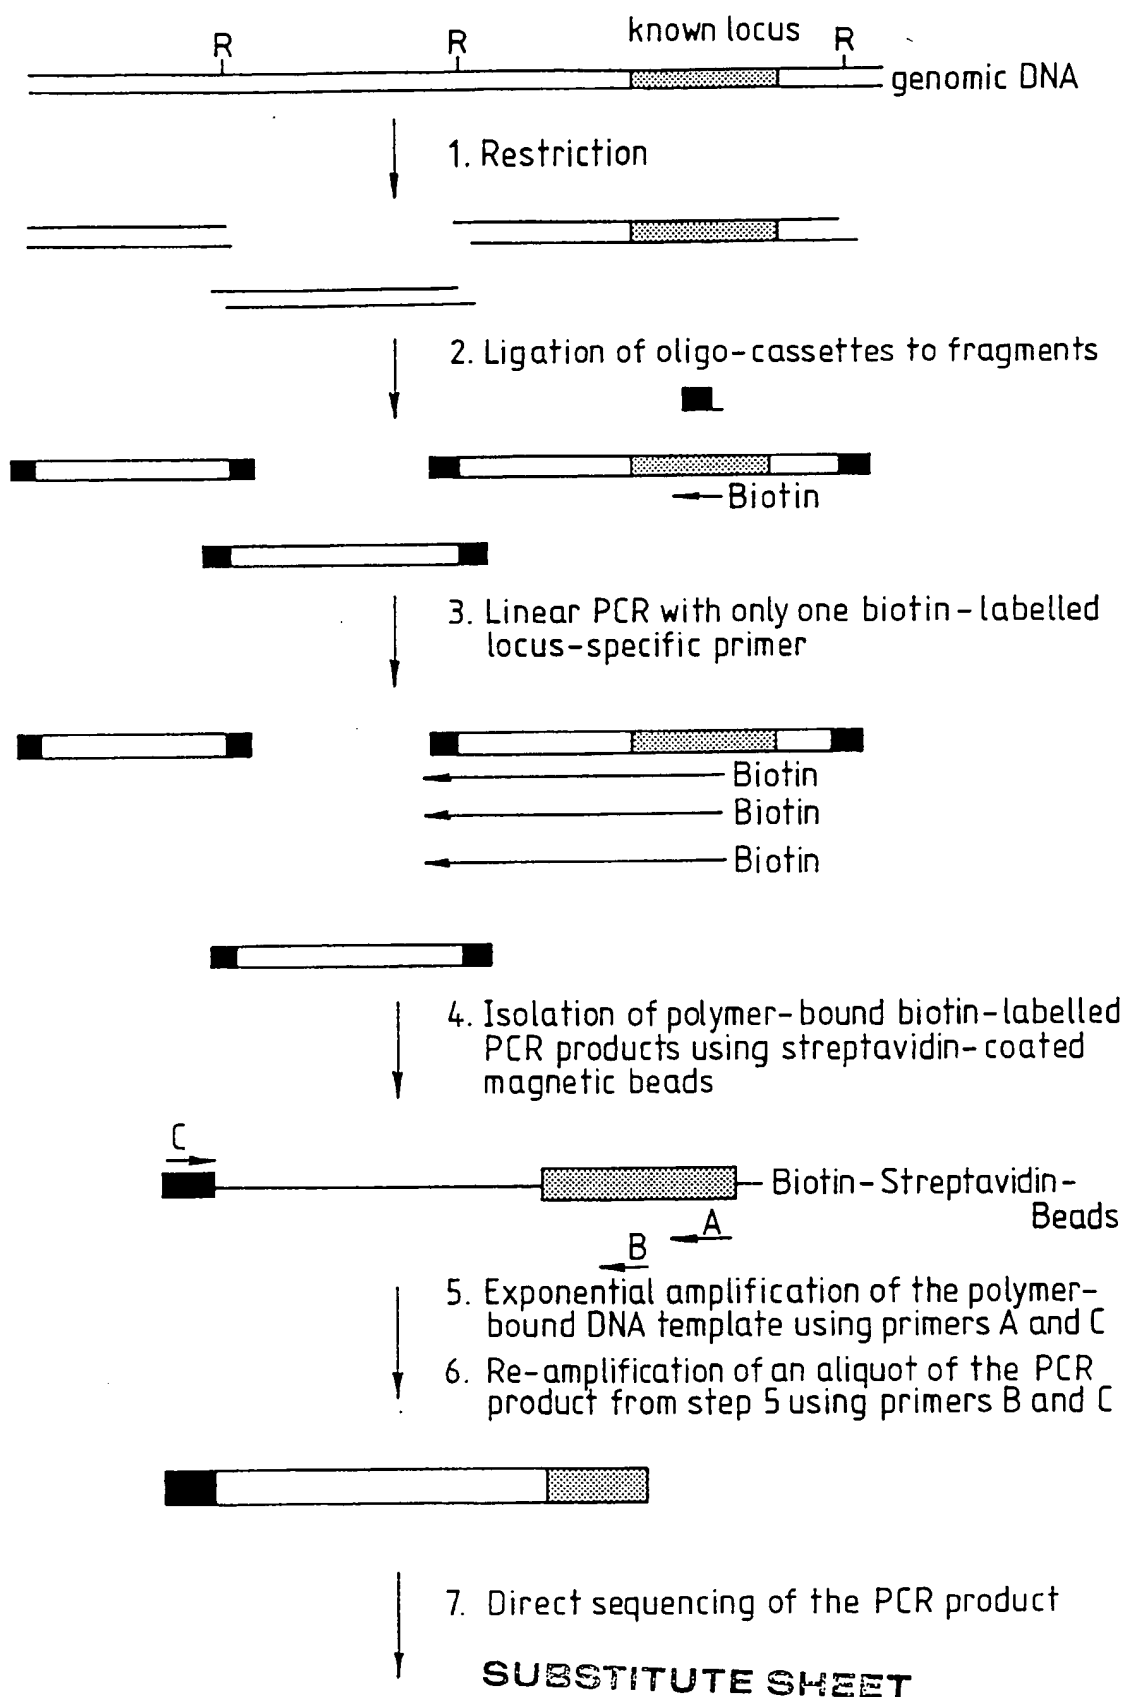 R R known locus R
genomic DNA
1. Restriction
2. Ligation of oligo-cassettes to fragments
Biotin
3. Linear PCR with only one biotin-labelled
locus-specific primer
Biotin
Biotin
Biotin
4. Isolation of polymer-bound biotin-labelled
PCR products using streptavidin-coated
magnetic beads
C
Biotin-Streptavidin-
Beads
A
B
5. Exponential amplification of the polymer-
bound DNA template using primers A and C
6. Re-amplification of an aliquot of the PCR
product from step 5 using primers B and C
7. Direct sequencing of the PCR product
SUBSTITUTE SHEET